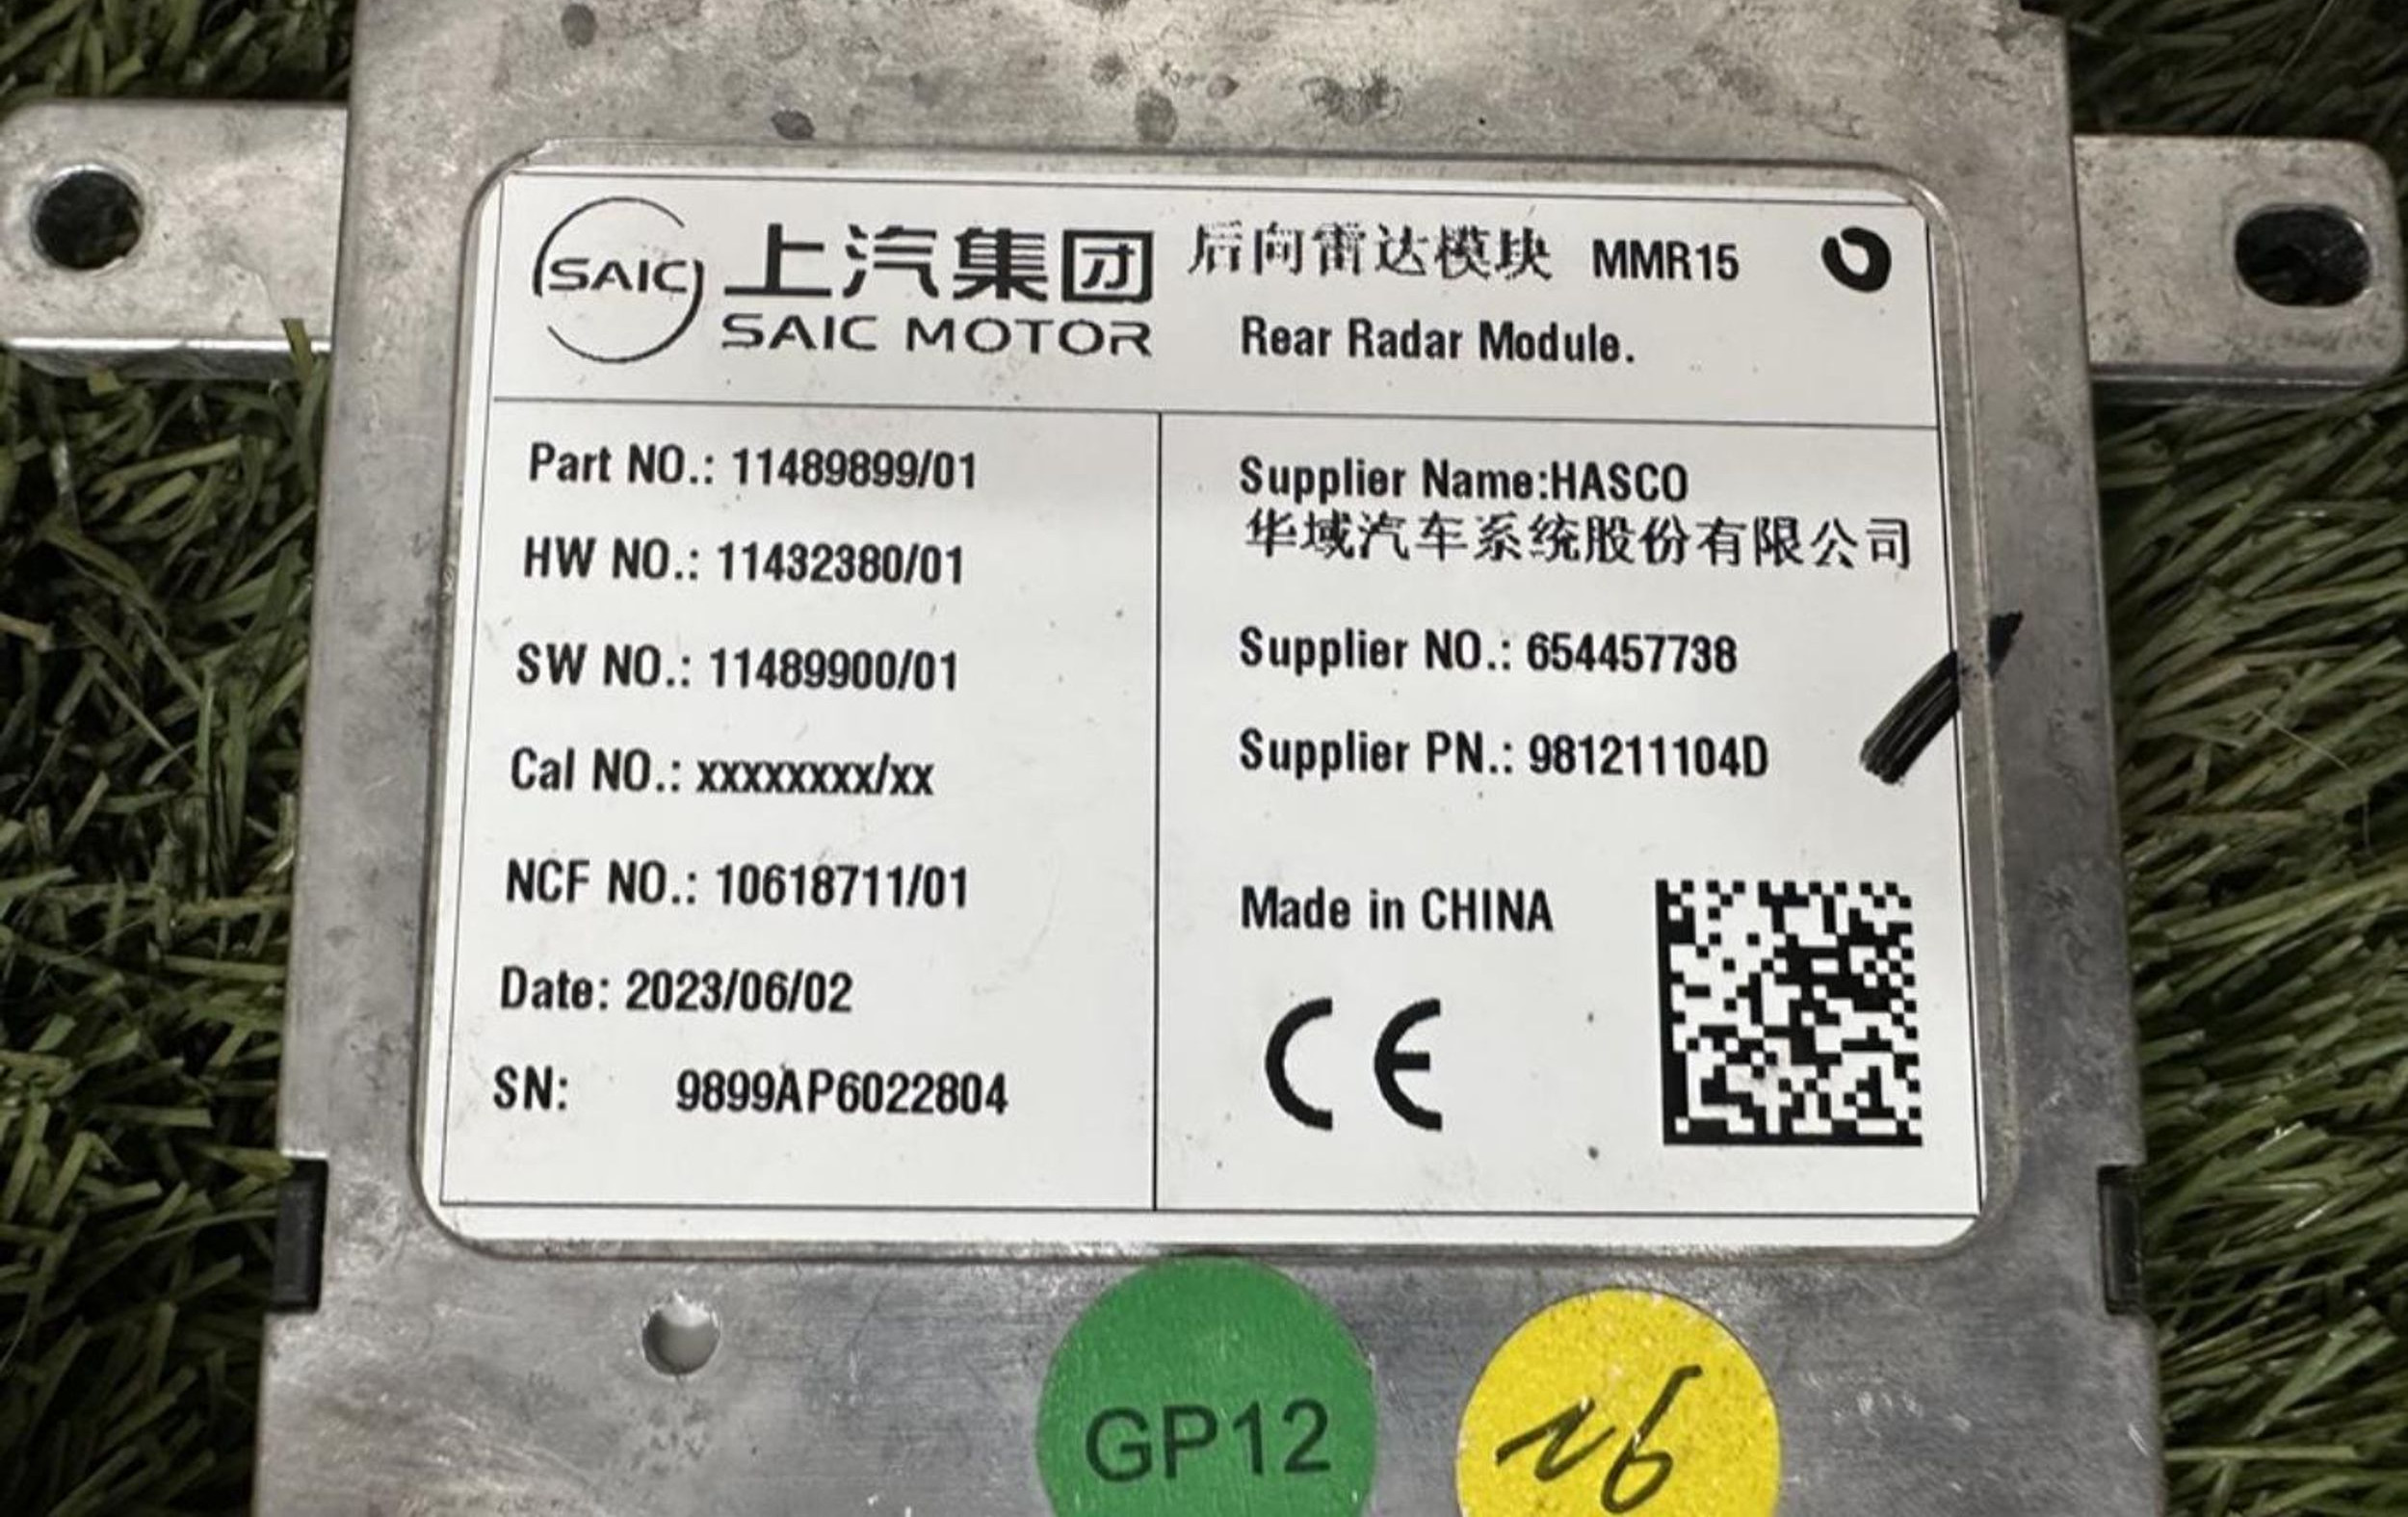 SAIC 上汽集团
SAIC MOTOR
后向雷达模块 MMR15
Rear Radar Module.
Part NO.: 11489899/01
HW NO.: 11432380/01
SW NO.: 11489900/01
Cal NO.: xxxxxxxx/xx
NCF NO.: 10618711/01
Date: 2023/06/02
SN: 9899AP6022804
Supplier Name:HASCO
华域汽车系统股份有限公司
Supplier NO.: 654457738
Supplier PN.: 981211104D
Made in CHINA
CE
GP12